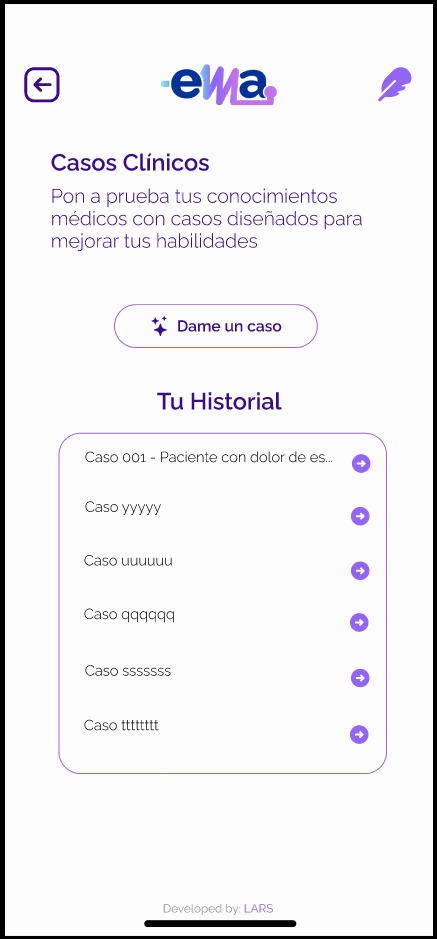 ema
Casos Clínicos
Pon a prueba tus conocimientos
médicos con casos diseñados para
mejorar tus habilidades
Dame un caso
Tu Historial
Caso 001 - Paciente con dolor de es...
Caso yyyyy
Caso uuuuuu
Caso qqqqqq
Caso sssssss
Caso tttttttt
Developed by: LARS